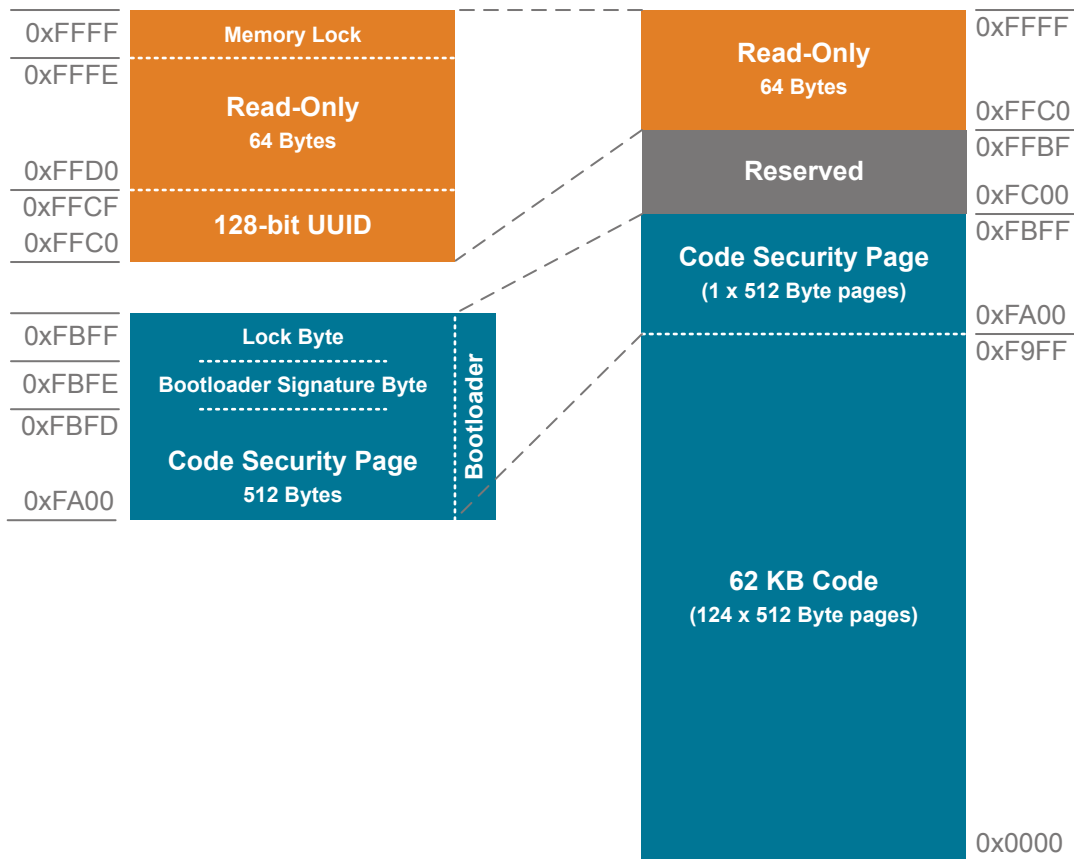 0xFFFF
Memory Lock
0xFFFE
Read-Only
64 Bytes
0xFFD0
0xFFCF
128-bit UUID
0xFFC0
0xFBFF
Lock Byte
0xFBFE
Bootloader Signature Byte
0xFBFD
Code Security Page
512 Bytes
0xFA00
Bootloader
0xFFFF
Read-Only
64 Bytes
0xFFC0
0xFFBF
Reserved
0xFC00
0xFBFF
Code Security Page
(1 x 512 Byte pages)
0xFA00
0xF9FF
62 KB Code
(124 x 512 Byte pages)
0x0000